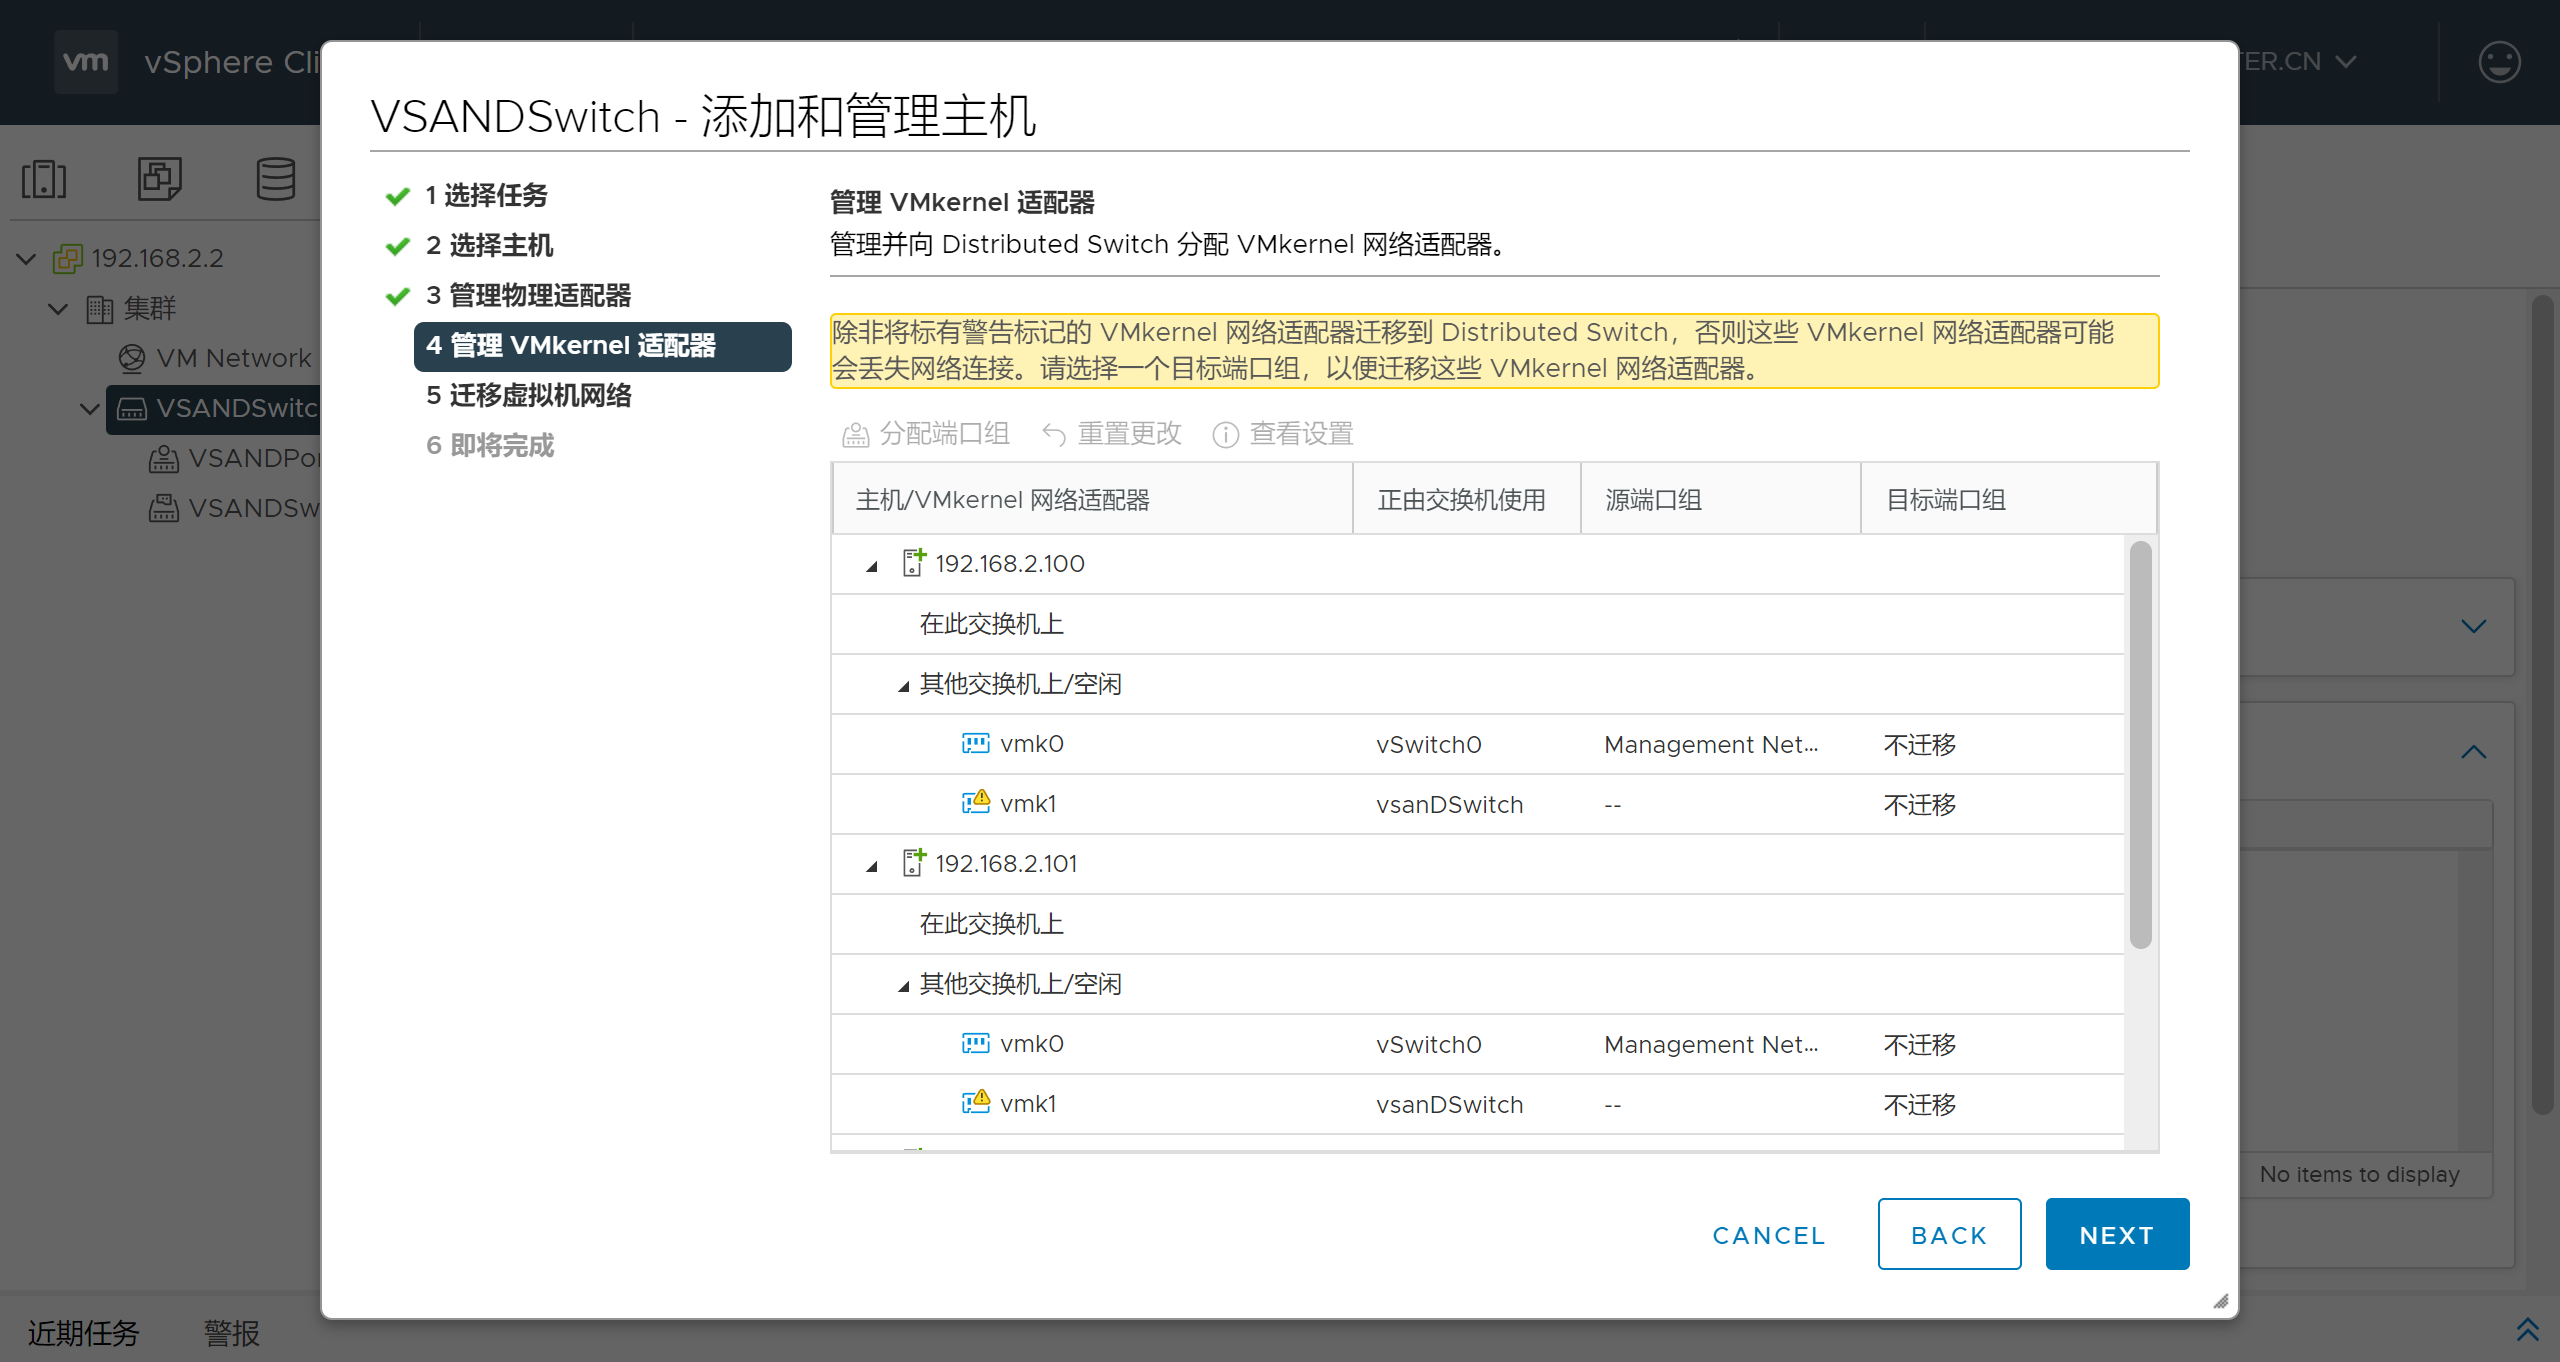 vm
vSphere Cli
TER.CN
VSANDSwitch - 添加和管理主机
1 选择任务
2 选择主机
3 管理物理适配器
4 管理 VMkernel 适配器
5 迁移虚拟机网络
6 即将完成
192.168.2.2
集群
VM Network
VSANDSwitc
VSANDPor
VSANDSw
管理 VMkernel 适配器
管理并向 Distributed Switch 分配 VMkernel 网络适配器。
除非将标有警告标记的 VMkernel 网络适配器迁移到 Distributed Switch，否则这些 VMkernel 网络适配器可能
会丢失网络连接。请选择一个目标端口组，以便迁移这些 VMkernel 网络适配器。
分配端口组 重置更改 查看设置
主机/VMkernel 网络适配器 正由交换机使用 源端口组 目标端口组
192.168.2.100
在此交换机上
其他交换机上/空闲
vmk0 vSwitch0 Management Net... 不迁移
vmk1 vsanDSwitch -- 不迁移
192.168.2.101
在此交换机上
其他交换机上/空闲
vmk0 vSwitch0 Management Net... 不迁移
vmk1 vsanDSwitch -- 不迁移
No items to display
CANCEL BACK NEXT
近期任务 警报